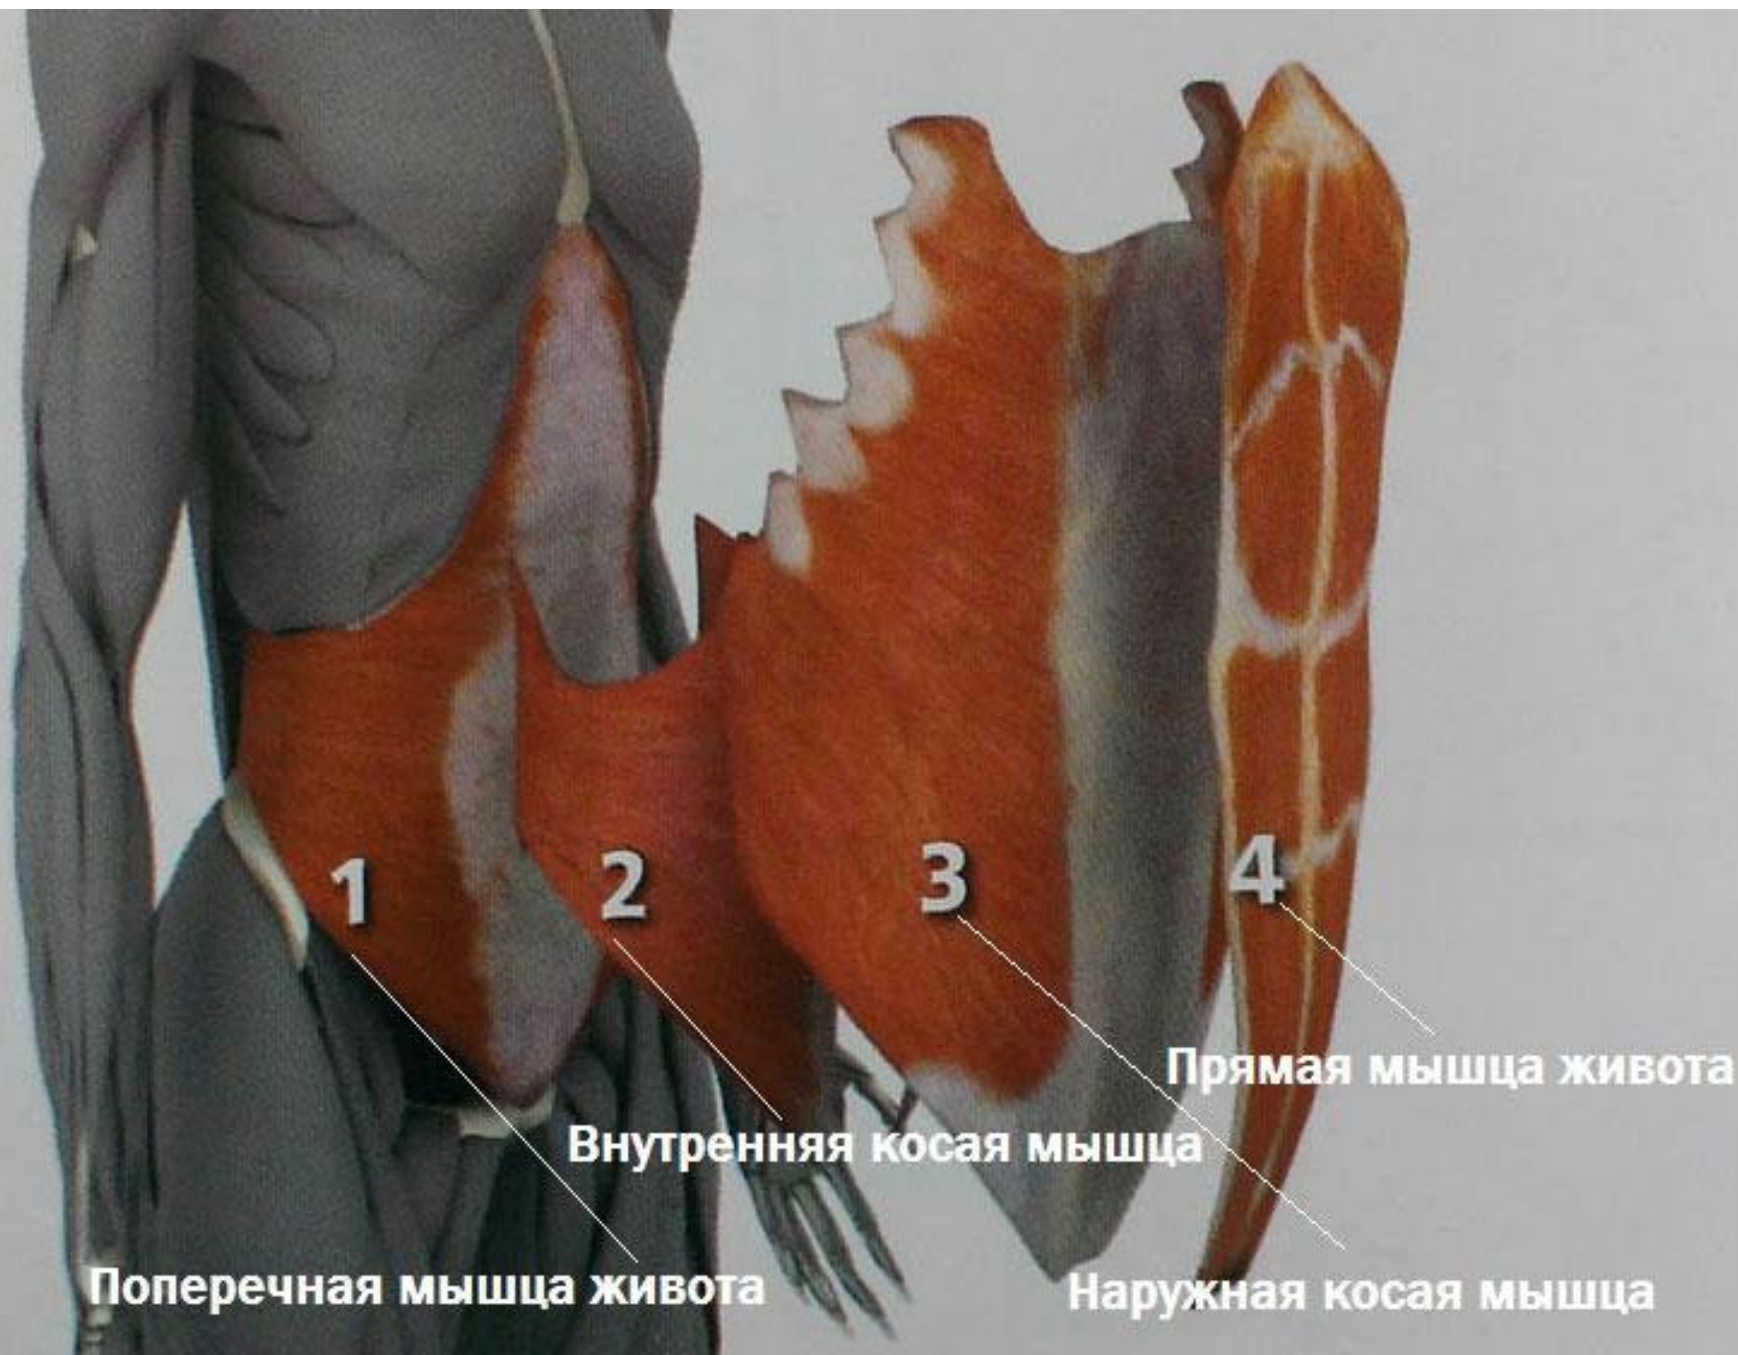 1
2
3
4
Прямая мышца живота
Внутренняя косая мышца
Поперечная мышца живота
Наружная косая мышца